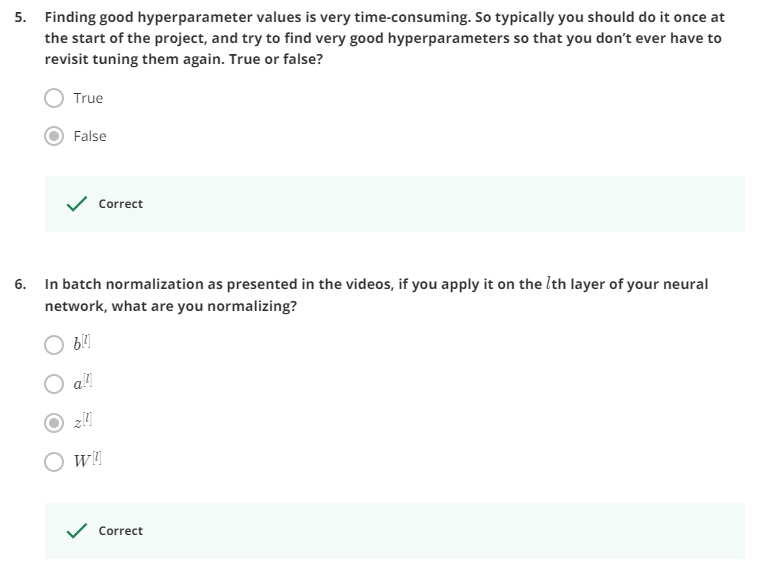 5. Finding good hyperparameter values is very time-consuming. So typically you should do it once at
the start of the project, and try to find very good hyperparameters so that you don’t ever have to
revisit tuning them again. True or false?
True
False
Correct
6. In batch normalization as presented in the videos, if you apply it on the lth layer of your neural
network, what are you normalizing?
b[l]
a[l]
z[l]
W[l]
Correct